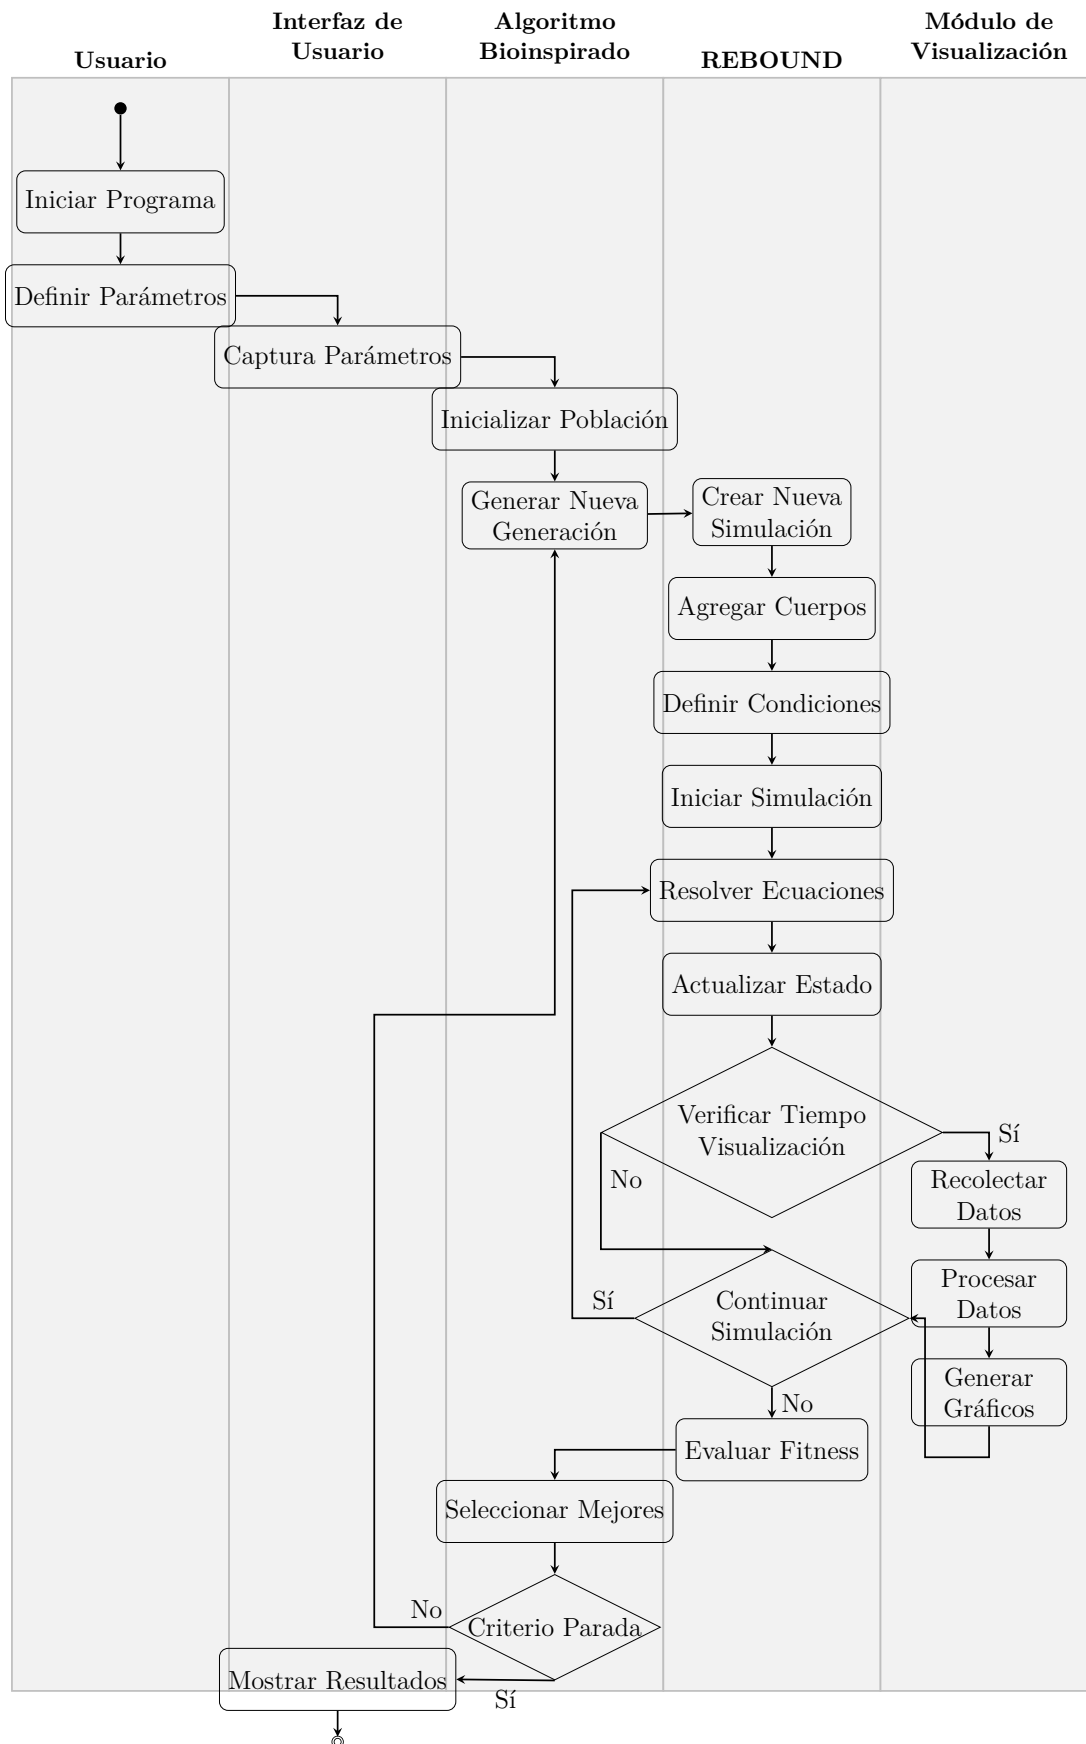 Usuario
Interfaz de
Usuario
Algoritmo
Bioinspirado
REBOUND
Módulo de
Visualización
Iniciar Programa
Definir Parámetros
Captura Parámetros
Inicializar Población
Generar Nueva
Generación
Crear Nueva
Simulación
Agregar Cuerpos
Definir Condiciones
Iniciar Simulación
Resolver Ecuaciones
Actualizar Estado
Verificar Tiempo
Visualización
Sí
No
Recolectar
Datos
Procesar
Datos
Generar
Gráficos
Continuar
Simulación
Sí
No
Evaluar Fitness
Seleccionar Mejores
Criterio Parada
No
Sí
Mostrar Resultados